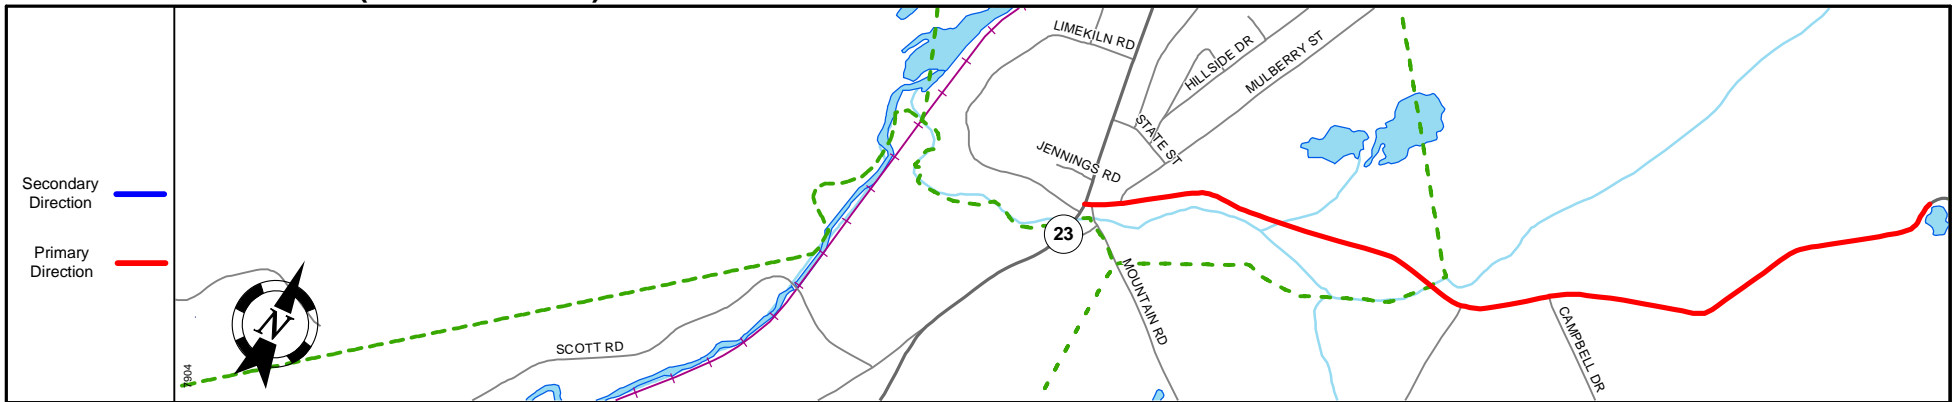 Secondary
Direction
Primary
Direction
LIMEKILN RD
HILLSIDE DR
MULBERRY ST
STATE ST
JENNINGS RD
23
MOUNTAIN RD
CAMPBELL DR
SCOTT RD
N
7904